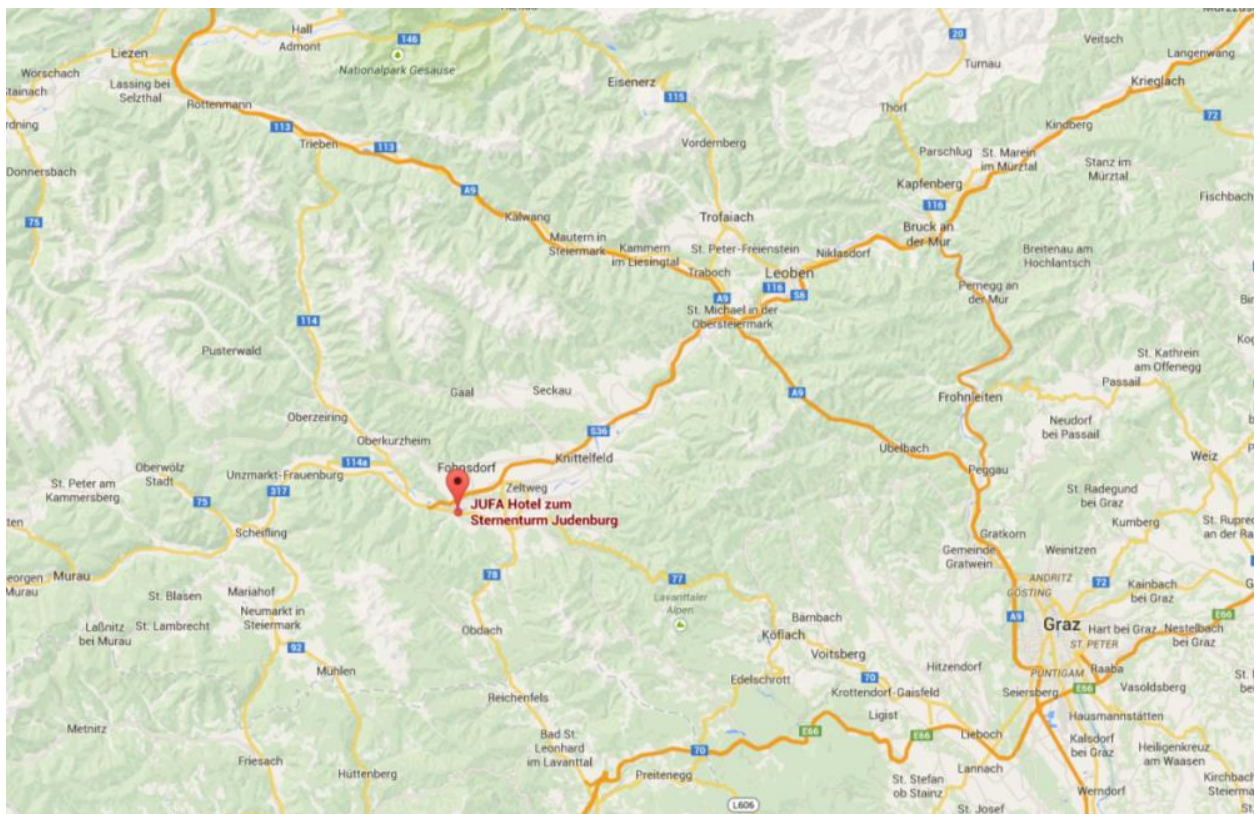 Hall
Admont
146
Liezen
Nationalpark Gesäuse
20
Turnau
Veitsch
Langenwang
Krieglach
Wörschach
Stainach
Lassing bei
Selzthal
Rottenmann
Eisenerz
115
Thörl
72
Kindberg
113
Trieben
113
Vordernberg
Parschlug
St. Marein
im Mürztal
Stanz im
Mürztal
Donnersbach
75
A9
Kapfenberg
116
Fischbach
Kalwang
Trofaiach
Bruck an
der Mur
Mautern in
Steiermark
Kammern
im Liesingtal
St. Peter-Freienstein
Niklasdorf
Breitenau am
Hochlantsch
Traboch
Leoben
116
S6
A9
Pernegg an
der Mur
St. Michael in der
Obersteiermark
114
Pusterwald
St. Kathrein
am Offenegg
Passail
Gaal
Seckau
A9
Frohnleiten
Oberzeiring
S36
Neudorf
bei Passail
Oberkurzheim
Übelbach
114a
Fohnsdorf
Knittelfeld
Peggau
Weiz
Oberwölz
Stadt
Unzmarkt-Frauenburg
St. Peter am
Kammersberg
75
317
Zeltweg
JUFA Hotel zum
Sternenturm Judenburg
St. Radegund
bei Graz
Kumberg
St. Ruprecht
an der Ra
Scheifling
Gratkorn
Gemeinde
Gratwein
Weinitzen
Murau
78
77
ANDRITZ
GÖSTING
72
Kainbach
bei Graz
Georgen
Murau
St. Blasen
Mariahof
Lavanttaler
Alpen
Bärnbach
A9
Graz
E66
Laßnitz
bei Murau
St. Lambrecht
Neumarkt in
Steiermark
Obdach
Köflach
Hart bei Graz
Nestelbach
bei Graz
92
Voitsberg
ST. PETER
Mühlen
Hitzendorf
PUNTIGAM
Raaba
Edelschrott
70
Reichenfels
Krottendorf-Gaisfeld
Seiersberg
E66
Vasoldsberg
Ligist
Hausmannstätten
Metnitz
Bad St.
Leonhard
im Lavanttal
70
E66
E66
Lieboch
Kalsdorf
bei Graz
Heiligenkreuz
am Waasen
Friesach
Hüttenberg
Preitenegg
St. Stefan
ob Stainz
Lannach
Werndorf
Kirchbach
L606
St. Josef